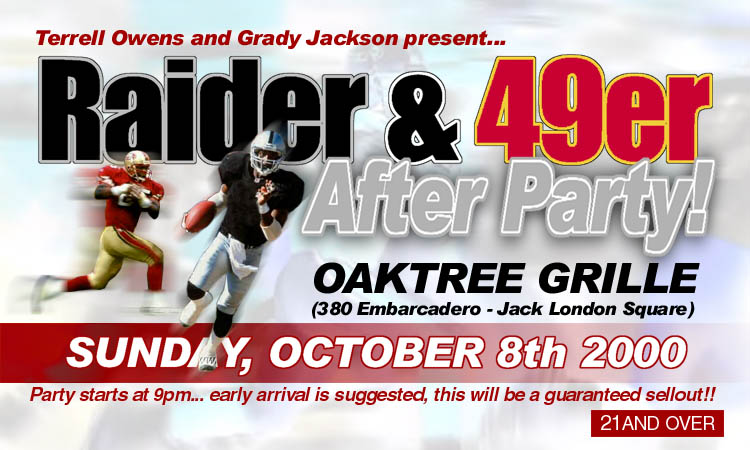 Terrell Owens and Grady Jackson present...
Raider & 49er
After Party!
OAKTREE GRILLE
(380 Embarcadero - Jack London Square)
SUNDAY, OCTOBER 8th 2000
Party starts at 9pm... early arrival is suggested, this will be a guaranteed sellout!!
21AND OVER